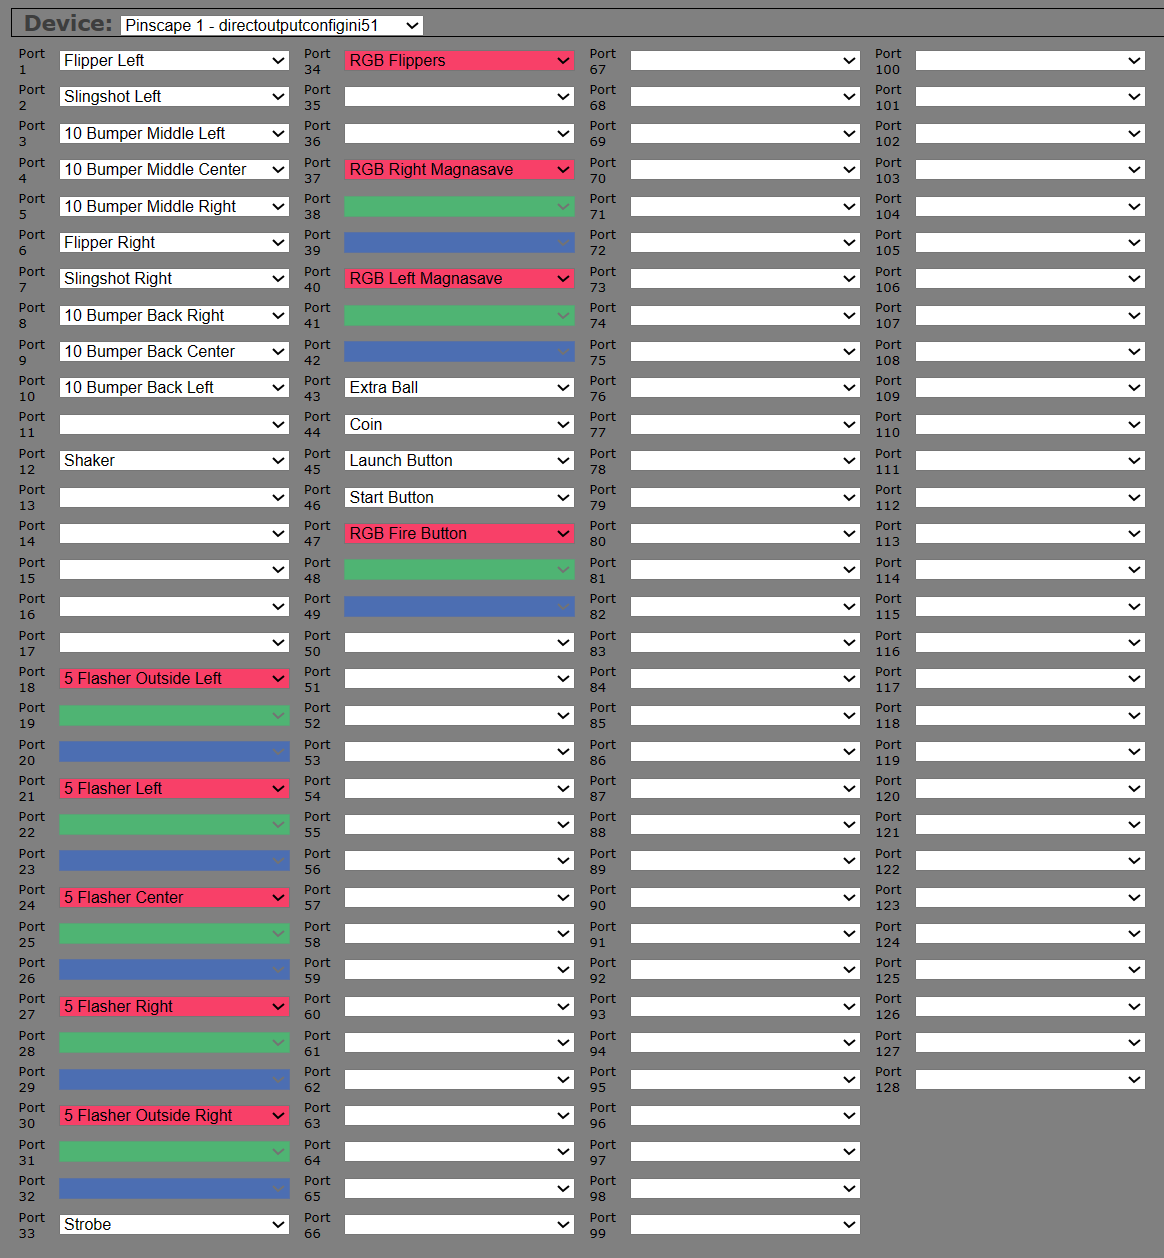 Device: Pinscape 1 - directoutputconfigini51
Port 1 Flipper Left
Port 2 Slingshot Left
Port 3 10 Bumper Middle Left
Port 4 10 Bumper Middle Center
Port 5 10 Bumper Middle Right
Port 6 Flipper Right
Port 7 Slingshot Right
Port 8 10 Bumper Back Right
Port 9 10 Bumper Back Center
Port 10 10 Bumper Back Left
Port 11
Port 12 Shaker
Port 13
Port 14
Port 15
Port 16
Port 17
Port 18 5 Flasher Outside Left
Port 19
Port 20
Port 21 5 Flasher Left
Port 22
Port 23
Port 24 5 Flasher Center
Port 25
Port 26
Port 27 5 Flasher Right
Port 28
Port 29
Port 30 5 Flasher Outside Right
Port 31
Port 32
Port 33 Strobe
Port 34 RGB Flippers
Port 35
Port 36
Port 37 RGB Right Magnasave
Port 38
Port 39
Port 40 RGB Left Magnasave
Port 41
Port 42
Port 43 Extra Ball
Port 44 Coin
Port 45 Launch Button
Port 46 Start Button
Port 47 RGB Fire Button
Port 48
Port 49
Port 50
Port 51
Port 52
Port 53
Port 54
Port 55
Port 56
Port 57
Port 58
Port 59
Port 60
Port 61
Port 62
Port 63
Port 64
Port 65
Port 66
Port 67
Port 68
Port 69
Port 70
Port 71
Port 72
Port 73
Port 74
Port 75
Port 76
Port 77
Port 78
Port 79
Port 80
Port 81
Port 82
Port 83
Port 84
Port 85
Port 86
Port 87
Port 88
Port 89
Port 90
Port 91
Port 92
Port 93
Port 94
Port 95
Port 96
Port 97
Port 98
Port 99
Port 100
Port 101
Port 102
Port 103
Port 104
Port 105
Port 106
Port 107
Port 108
Port 109
Port 110
Port 111
Port 112
Port 113
Port 114
Port 115
Port 116
Port 117
Port 118
Port 119
Port 120
Port 121
Port 122
Port 123
Port 124
Port 125
Port 126
Port 127
Port 128